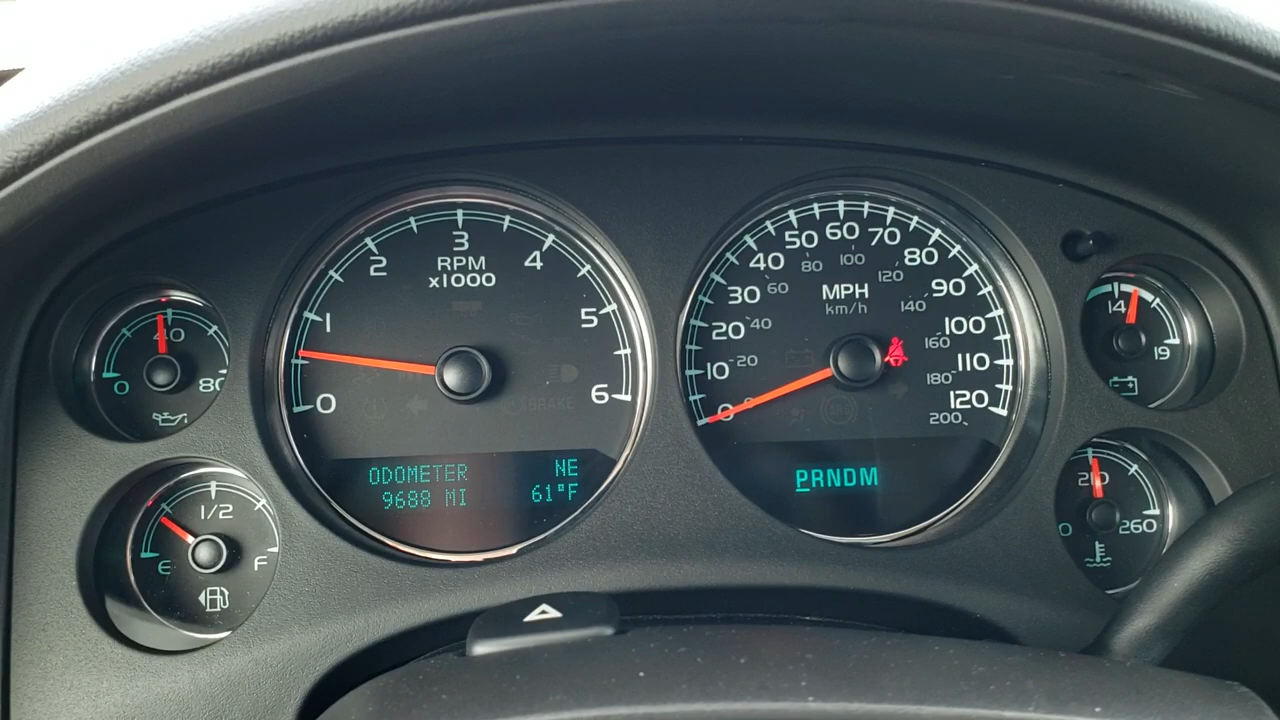 3
RPM
x1000
2
4
1
5
0
6
ODOMETER NE
9688 MI 61°F
MPH
km/h
0 10 20 30 40 50 60 70 80 90 100 110 120
20 40 60 80 100 120 140 160 180 200
PRNDM
BRAKE
40
0 80
1/2
E F
14
19
210
260